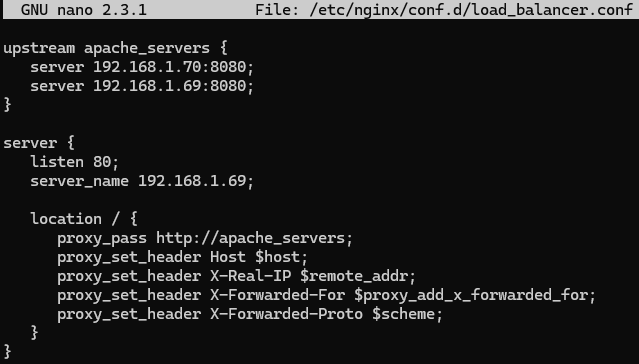 GNU nano 2.3.1 File: /etc/nginx/conf.d/load_balancer.conf
upstream apache_servers {
server 192.168.1.70:8080;
server 192.168.1.69:8080;
}
server {
listen 80;
server_name 192.168.1.69;
location / {
proxy_pass http://apache_servers;
proxy_set_header Host $host;
proxy_set_header X-Real-IP $remote_addr;
proxy_set_header X-Forwarded-For $proxy_add_x_forwarded_for;
proxy_set_header X-Forwarded-Proto $scheme;
}
}